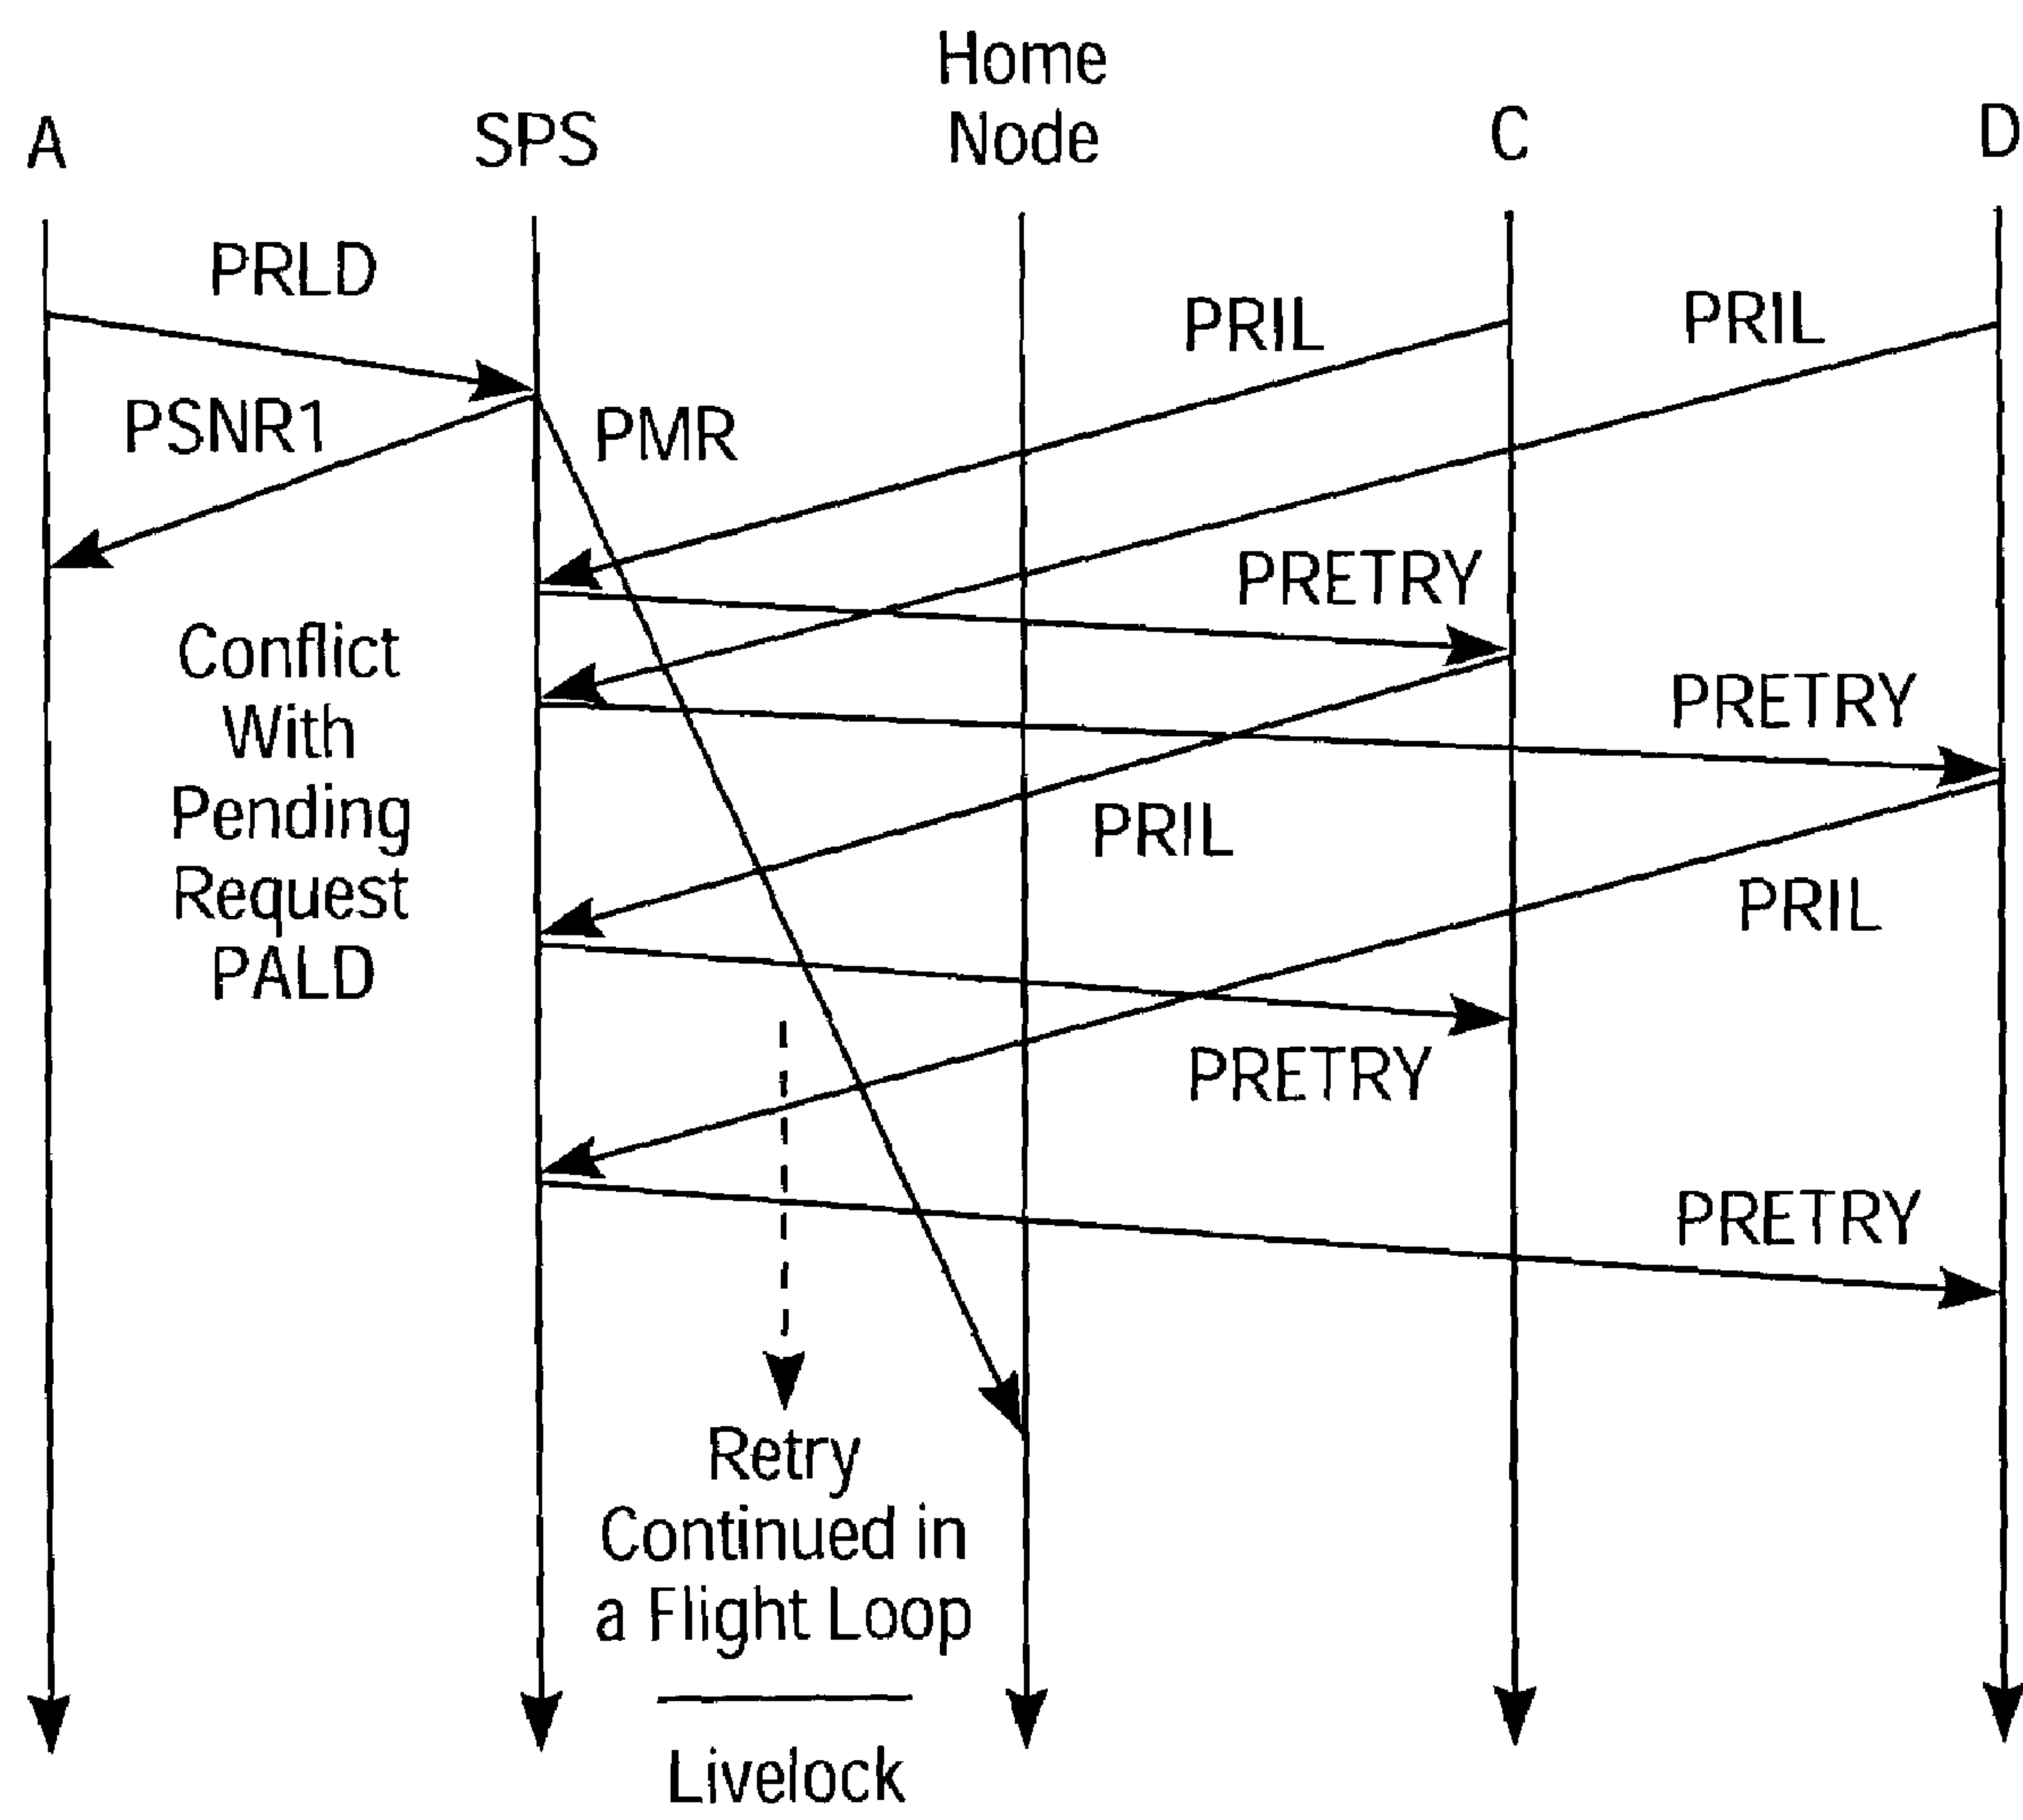 Home
Node
A
SPS
C
D
PRLD
PRIL
PRIL
PSNR1
PMR
PRETRY
Conflict
With
Pending
Request
PALD
PRETRY
PRIL
PRIL
PRETRY
PRETRY
Retry
Continued in
a Flight Loop
Livelock